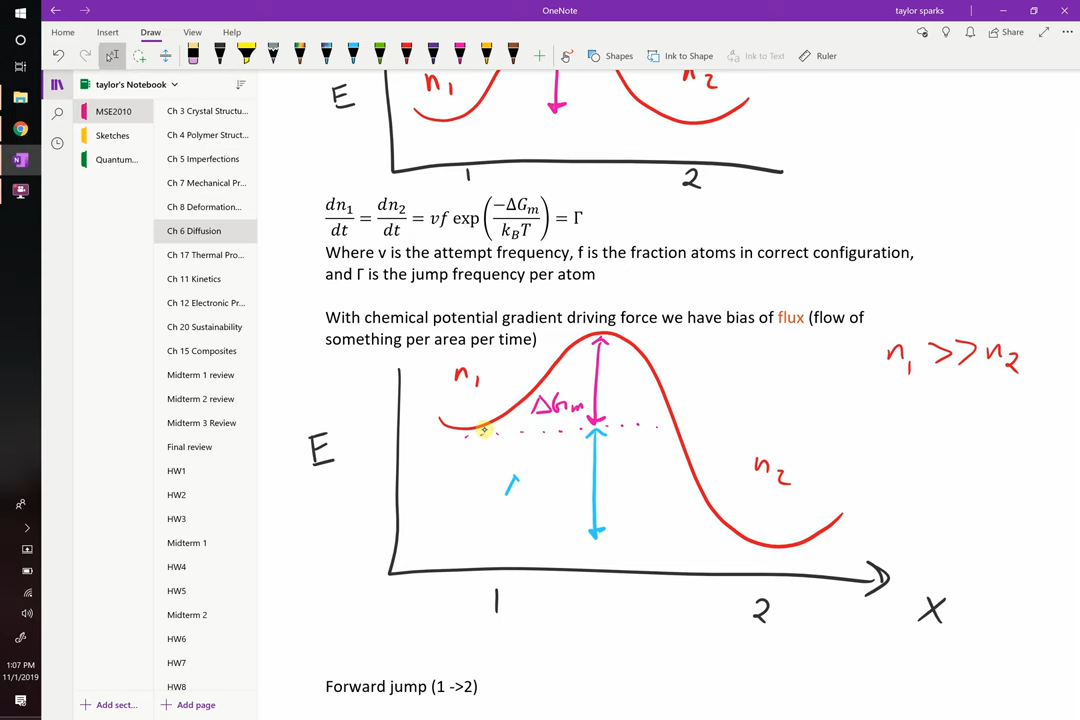 OneNote
taylor sparks
Home
Insert
Draw
View
Help
Share
Shapes
Ink to Shape
Ink to Text
Ruler
taylor's Notebook
MSE2010
Sketches
Quantum...
Ch 3 Crystal Structu...
Ch 4 Polymer Struct...
Ch 5 Imperfections
Ch 7 Mechanical Pr...
Ch 8 Deformation...
Ch 6 Diffusion
Ch 17 Thermal Pro...
Ch 11 Kinetics
Ch 12 Electronic Pr...
Ch 20 Sustainability
Ch 15 Composites
Midterm 1 review
Midterm 2 review
Midterm 3 Review
Final review
HW1
HW2
HW3
Midterm 1
HW4
HW5
Midterm 2
HW6
HW7
HW8
Add sect...
Add page
1:07 PM
11/1/2019
E
n₁
n₂
1
2
dn₁/dt = dn₂/dt = vf exp(−ΔGₘ/k_BT) = Γ
Where v is the attempt frequency, f is the fraction atoms in correct configuration,
and Γ is the jump frequency per atom
With chemical potential gradient driving force we have bias of flux (flow of
something per area per time)
n₁ >> n₂
n₁
ΔGₘ
E
n₂
1
2
X
Forward jump (1 ->2)